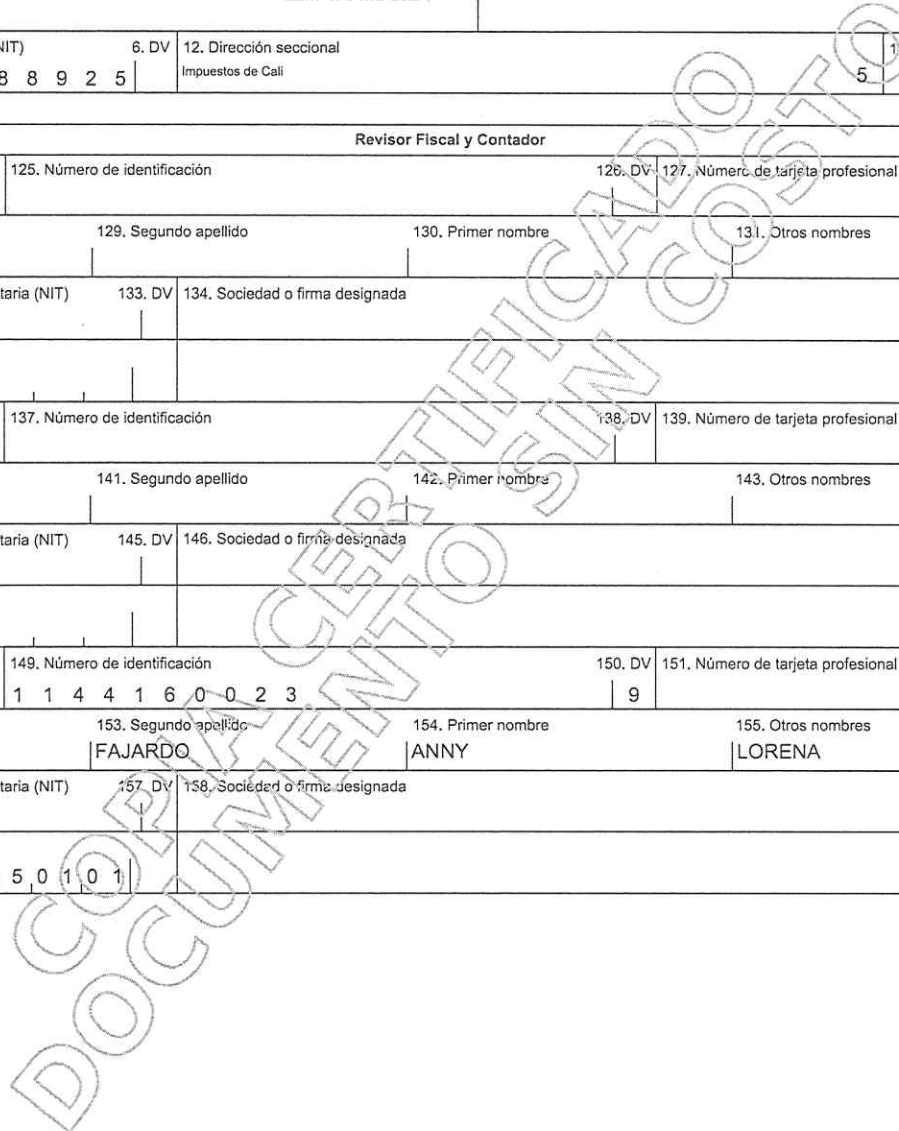 NIT) 6. DV 12. Dirección seccional
8 8 9 2 5 Impuestos de Cali 5
Revisor Fiscal y Contador
125. Número de identificación 126. DV 127. Número de tarjeta profesional
129. Segundo apellido 130. Primer nombre 131. Otros nombres
taria (NIT) 133. DV 134. Sociedad o firma designada
137. Número de identificación 138. DV 139. Número de tarjeta profesional
141. Segundo apellido 142. Primer nombre 143. Otros nombres
taria (NIT) 145. DV 146. Sociedad o firma designada
149. Número de identificación 150. DV 151. Número de tarjeta profesional
1 1 4 4 1 6 0 0 2 3 9
153. Segundo apellido 154. Primer nombre 155. Otros nombres
FAJARDO ANNY LORENA
taria (NIT) 157. DV 158. Sociedad o firma designada
5 0 1 0 1
COPIA CERTIFICADO
DOCUMENTO SIN COSTO